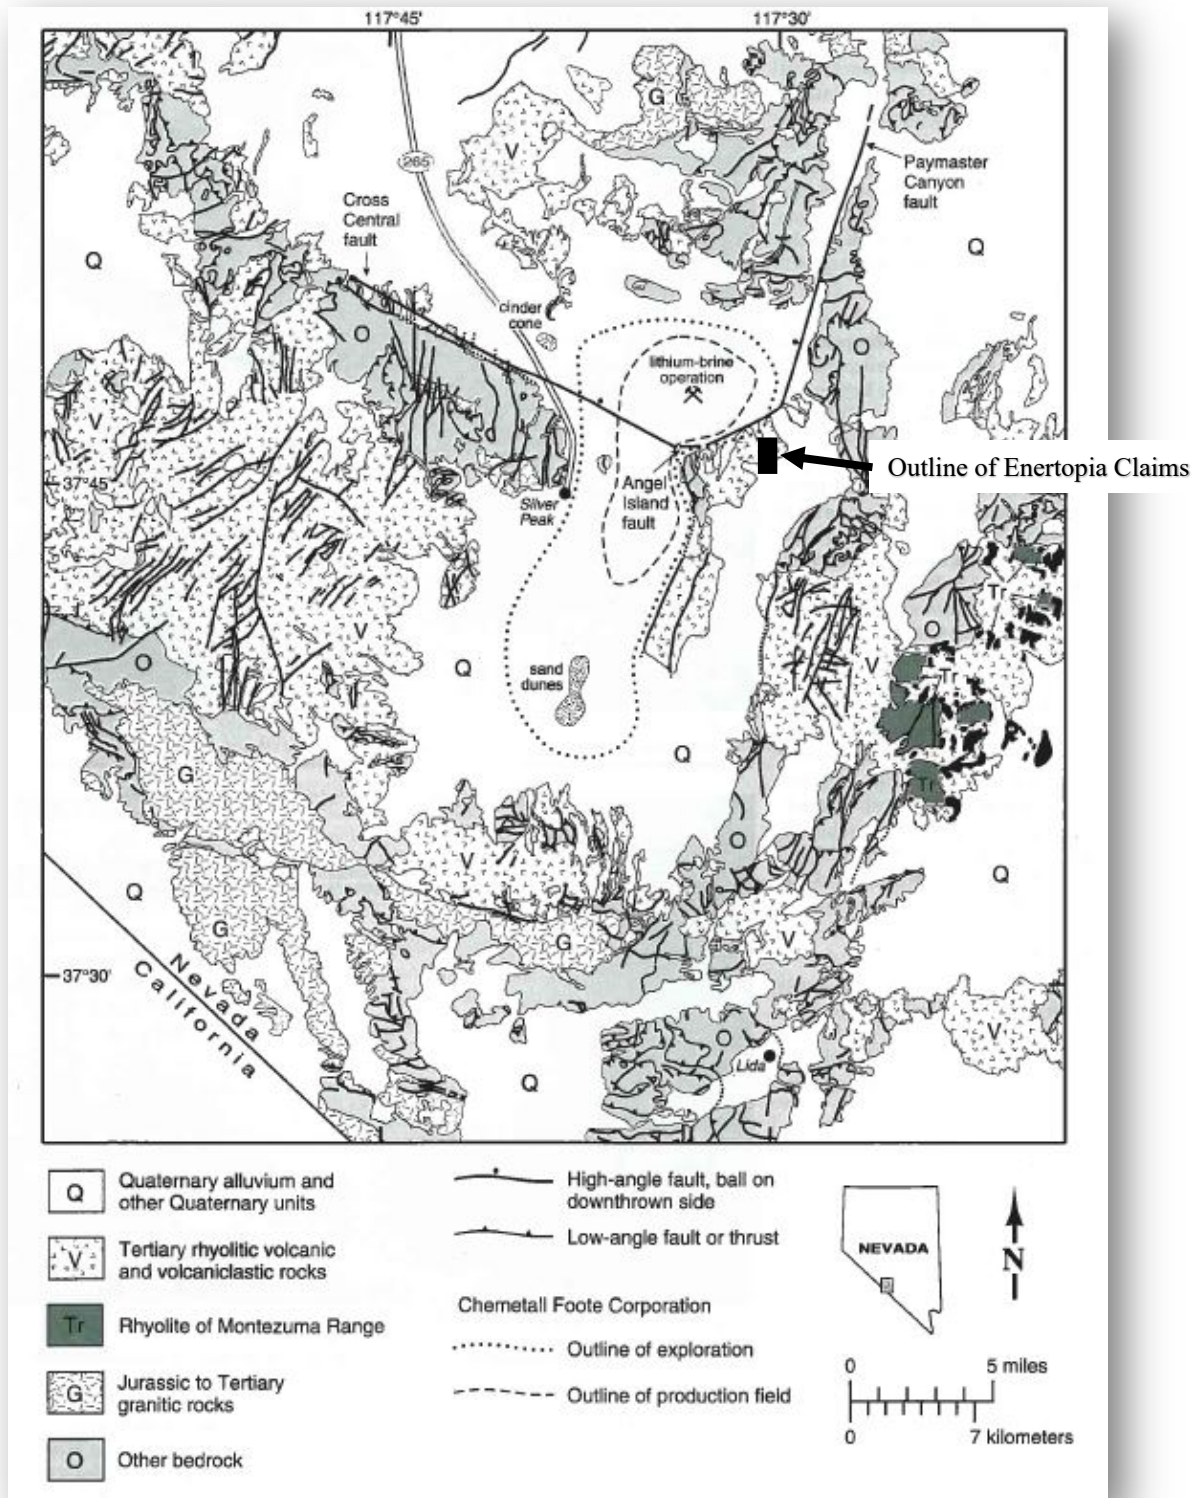 117°45'
117°30'
G
G
V
265
Paymaster
Canyon
fault
Cross
Central
fault
Q
Q
cinder
cone
O
O
lithium-brine
operation
V
Outline of Enertopia Claims
37°45'
Silver
Peak
Angel
Island
fault
Tr
O
V
O
Q
sand
dunes
V
Tr
Q
G
Tr
O
V
Q
Q
G
G
V
Nevada
California
37°30'
V
O
Lida
Q
Q
Quaternary alluvium and
other Quaternary units
V
Tertiary rhyolitic volcanic
and volcaniclastic rocks
Tr
Rhyolite of Montezuma Range
G
Jurassic to Tertiary
granitic rocks
O
Other bedrock
High-angle fault, ball on
downthrown side
Low-angle fault or thrust
Chemetall Foote Corporation
Outline of exploration
Outline of production field
NEVADA
N
0
5 miles
0
7 kilometers